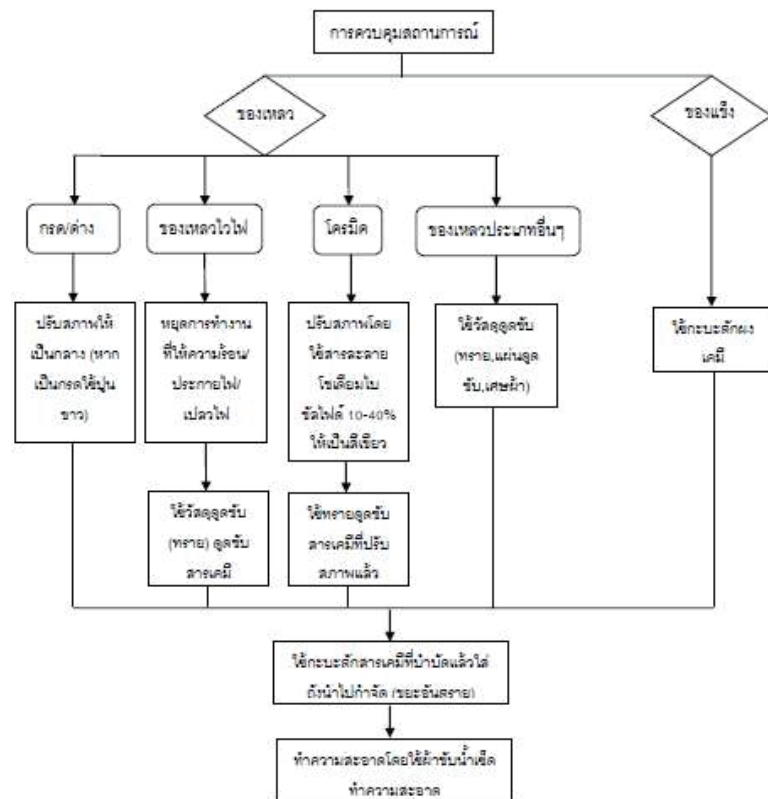 การควบคุมสถานการณ์
ของเหลว
ของแข็ง
กรด/ด่าง
ของเหลวไวไฟ
โครมิค
ของเหลวประเภทอื่นๆ
ปรับสภาพให้
เป็นกลาง (หาก
เป็นกรดใช้ปูน
ขาว)
หยุดการทำงาน
ที่ให้ความร้อน/
ประกายไฟ/
เปลวไฟ
ปรับสภาพโดย
ใช้สารละลาย
โซเดียมไบ
ซัลไฟด์ 10-40%
ให้เป็นสีเขียว
ใช้วัสดุดูดซับ
(ทราย,แผ่นดูด
ซับ,เศษผ้า)
ใช้กะบะตักผง
เคมี
ใช้วัสดุดูดซับ
(ทราย) ดูดซับ
สารเคมี
ใช้ทรายดูดซับ
สารเคมีที่ปรับ
สภาพแล้ว
ใช้กะบะตักสารเคมีที่บำบัดแล้วใส่
ถังนำไปกำจัด (ขยะอันตราย)
ทำความสะอาดโดยใช้ผ้าซับน้ำเช็ด
ทำความสะอาด